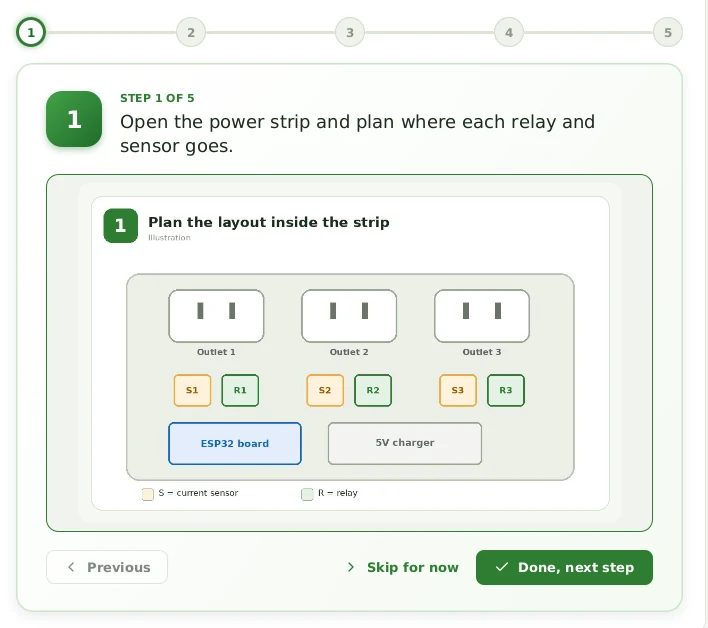 1
2
3
4
5
1
STEP 1 OF 5
Open the power strip and plan where each relay and
sensor goes.
1
Plan the layout inside the strip
Illustration
Outlet 1
Outlet 2
Outlet 3
S1
R1
S2
R2
S3
R3
ESP32 board
5V charger
S = current sensor
R = relay
Previous
Skip for now
Done, next step